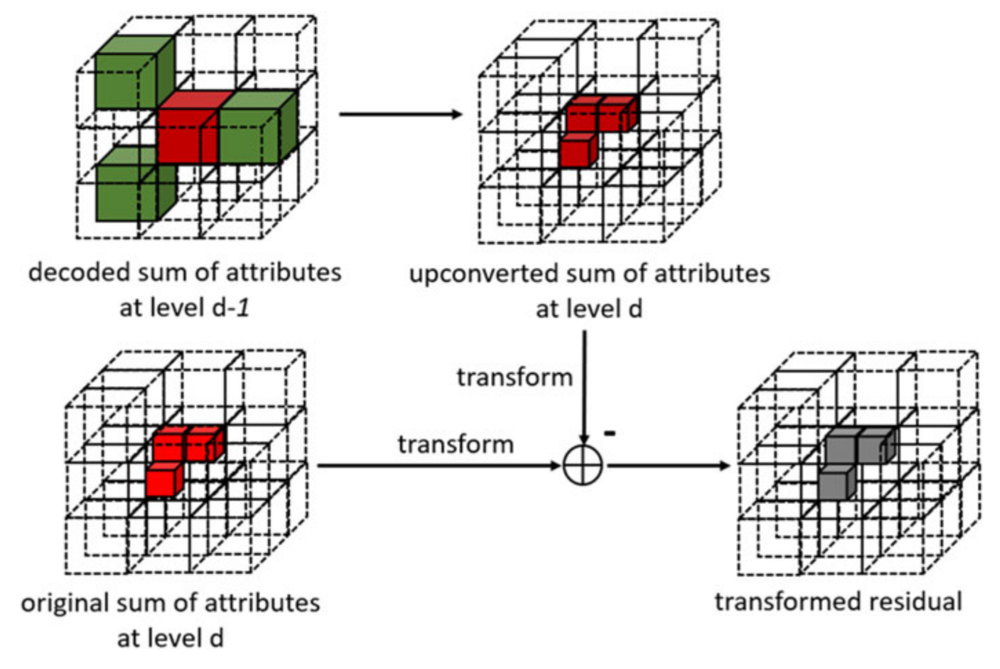 decoded sum of attributes
at level d-1
upconverted sum of attributes
at level d
transform
transform
-
original sum of attributes
at level d
transformed residual